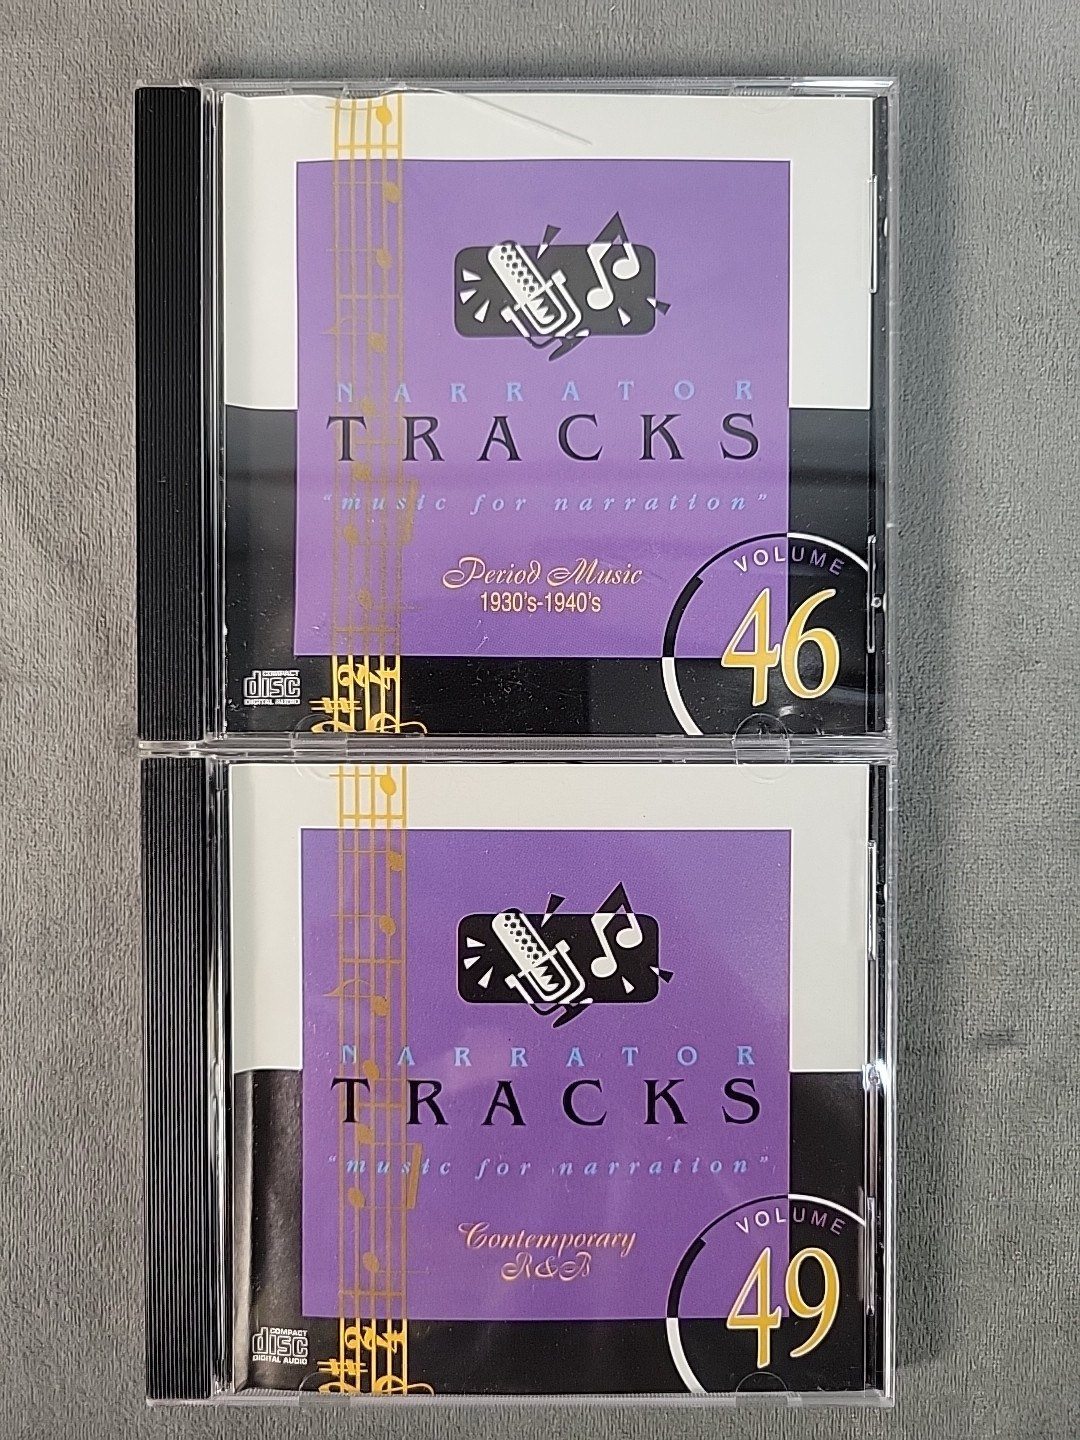 NARRATOR
TRACKS
"music for narration"
Period Music
1930's-1940's
VOLUME
46
COMPACT
disc
DIGITAL AUDIO
NARRATOR
TRACKS
"music for narration"
Contemporary
R&B
VOLUME
49
COMPACT
disc
DIGITAL AUDIO